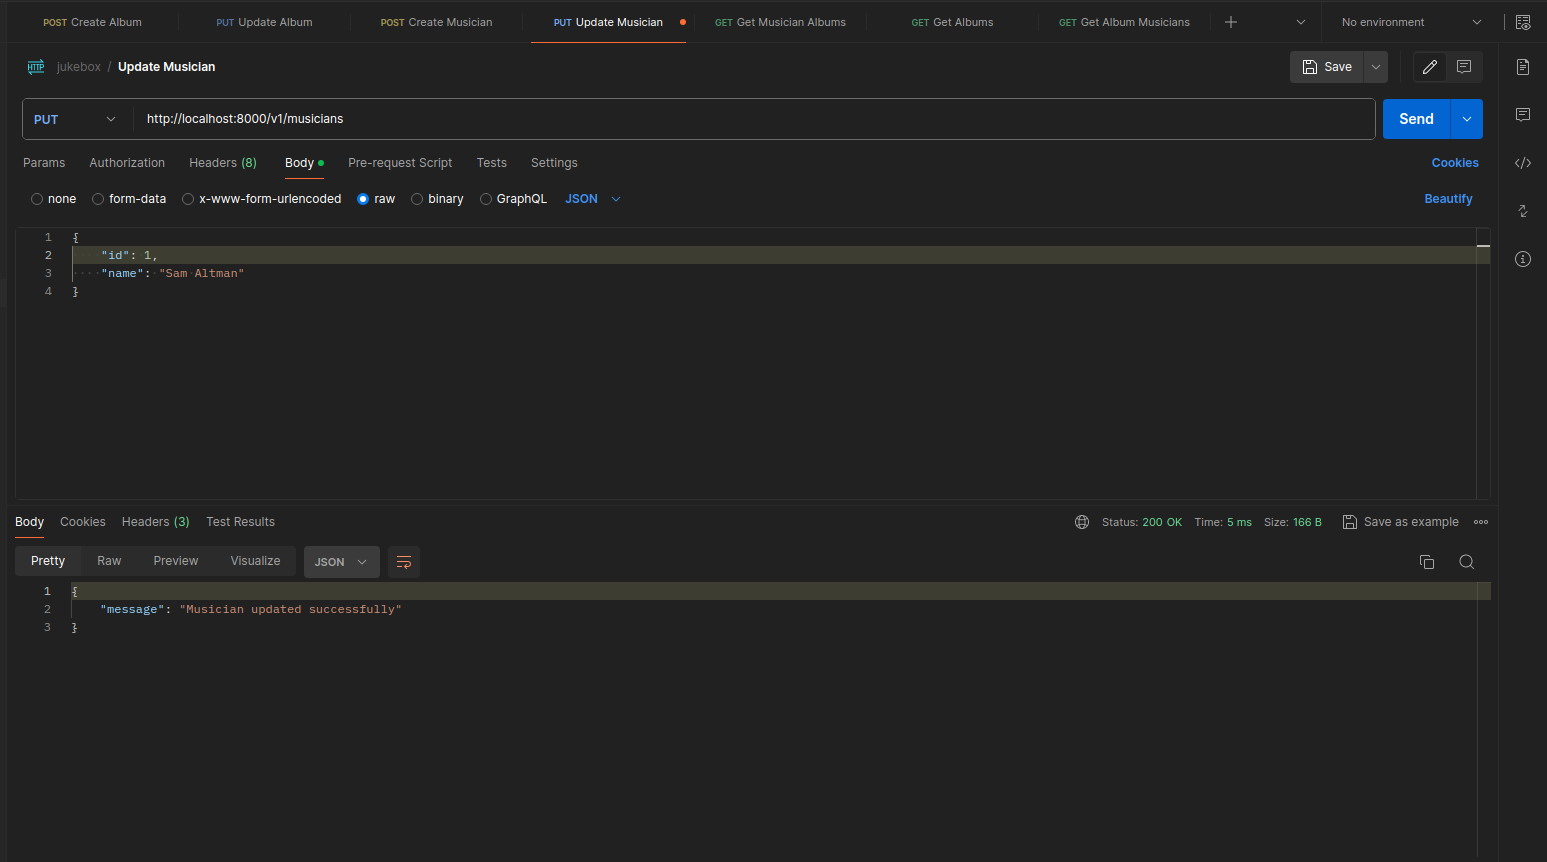 POST Create Album PUT Update Album POST Create Musician PUT Update Musician GET Get Musician Albums GET Get Albums GET Get Album Musicians No environment
HTTP jukebox / Update Musician Save
PUT http://localhost:8000/v1/musicians Send
Params Authorization Headers (8) Body Pre-request Script Tests Settings Cookies
none form-data x-www-form-urlencoded raw binary GraphQL JSON Beautify
1 {
2 "id": 1,
3 "name": "Sam Altman"
4 }
Body Cookies Headers (3) Test Results Status: 200 OK Time: 5 ms Size: 166 B Save as example
Pretty Raw Preview Visualize JSON
1 {
2 "message": "Musician updated successfully"
3 }